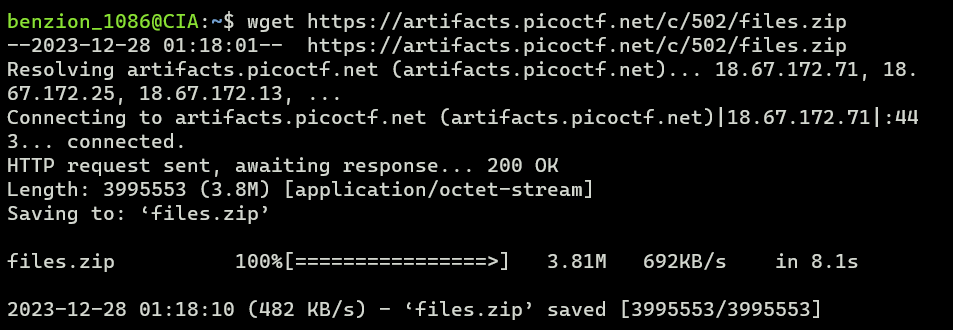 benzion_1086@CIA:~$ wget https://artifacts.picoctf.net/c/502/files.zip
--2023-12-28 01:18:01--  https://artifacts.picoctf.net/c/502/files.zip
Resolving artifacts.picoctf.net (artifacts.picoctf.net)... 18.67.172.71, 18.
67.172.25, 18.67.172.13, ...
Connecting to artifacts.picoctf.net (artifacts.picoctf.net)|18.67.172.71|:44
3... connected.
HTTP request sent, awaiting response... 200 OK
Length: 3995553 (3.8M) [application/octet-stream]
Saving to: ‘files.zip’
files.zip          100%[================>]   3.81M   692KB/s    in 8.1s
2023-12-28 01:18:10 (482 KB/s) - ‘files.zip’ saved [3995553/3995553]